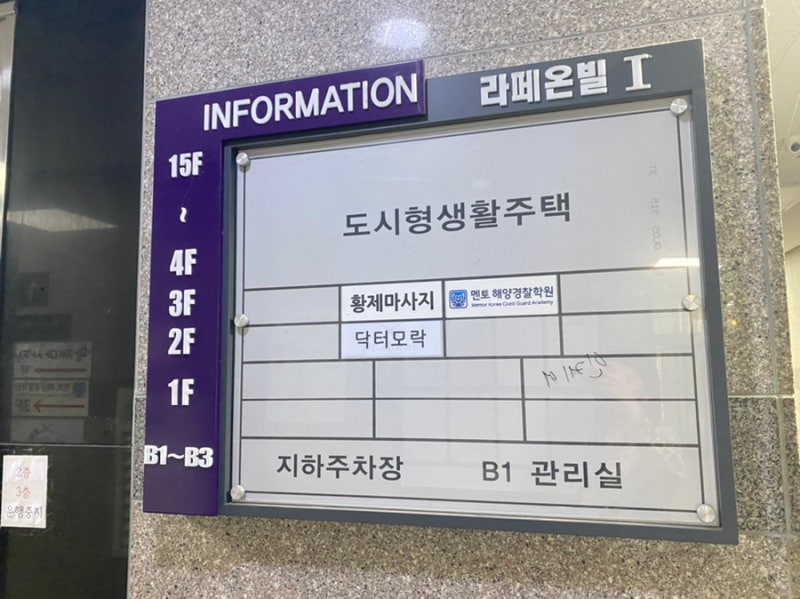 INFORMATION 라페온빌 I
15F
~
4F
3F
2F
1F
B1~B3
도시형생활주택
황제마사지
멘토 해양경찰학원
Mentor Korea Coast Guard Academy
닥터모락
지하주차장 B1 관리실
2층
3층
운행중지